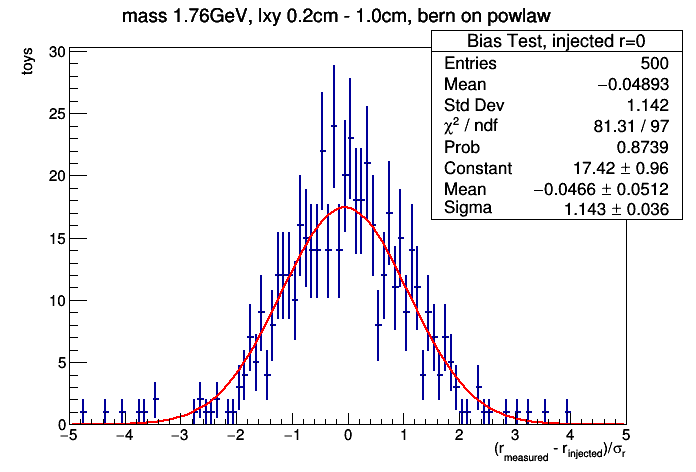 mass 1.76GeV, lxy 0.2cm - 1.0cm, bern on powlaw
toys
Bias Test, injected r=0
Entries 500
Mean −0.04893
Std Dev 1.142
χ² / ndf 81.31 / 97
Prob 0.8739
Constant 17.42 ± 0.96
Mean −0.0466 ± 0.0512
Sigma 1.143 ± 0.036
30
25
20
15
10
5
0
−5 −4 −3 −2 −1 0 1 2 3 4 5
(r_measured - r_injected)/σ_r